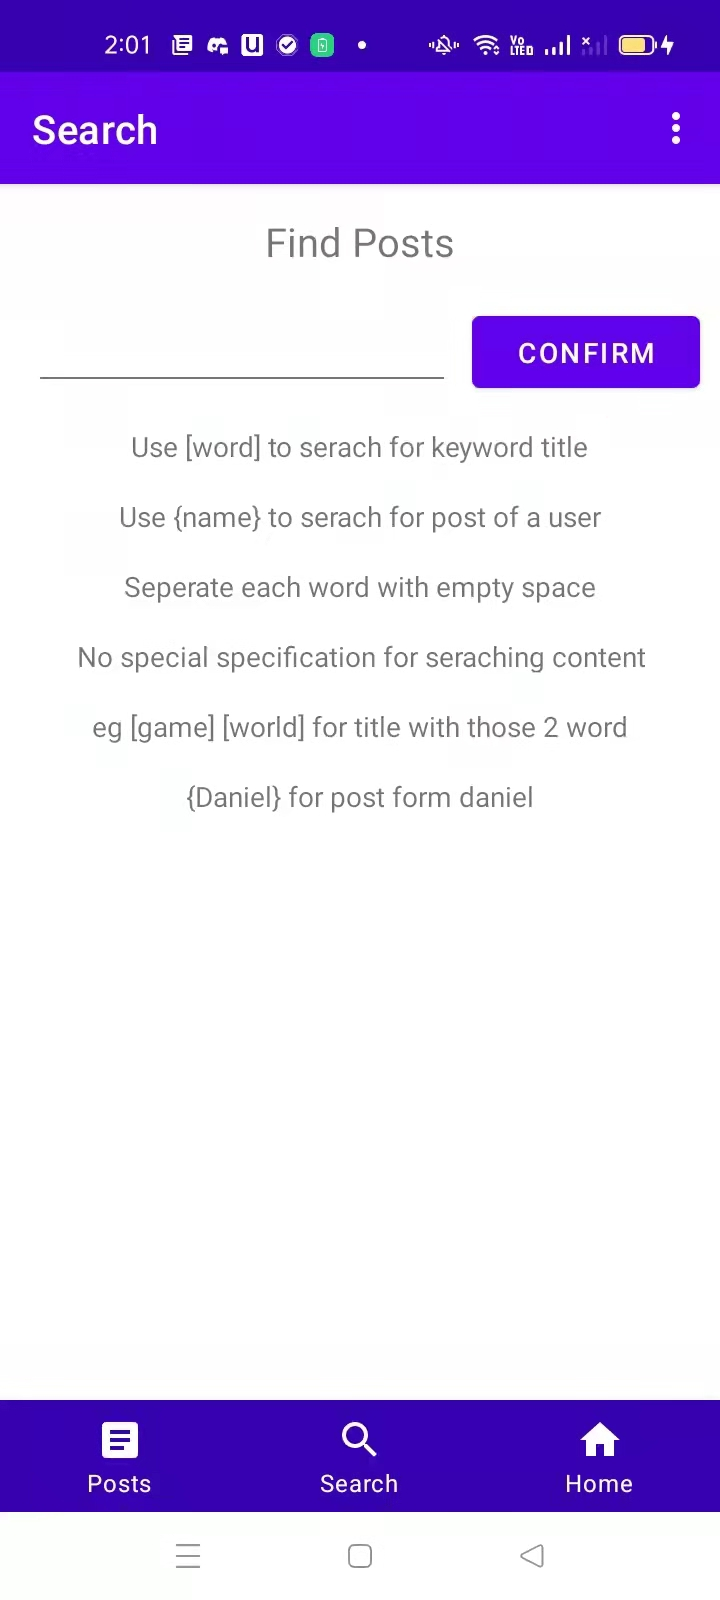 2:01
Search
Find Posts
CONFIRM
Use [word] to serach for keyword title
Use {name} to serach for post of a user
Seperate each word with empty space
No special specification for seraching content
eg [game] [world] for title with those 2 word
{Daniel} for post form daniel
Posts
Search
Home